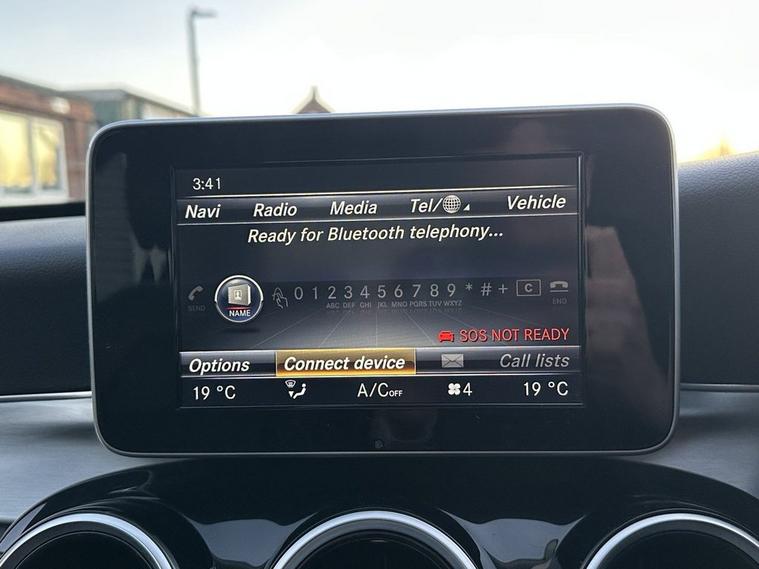 3:41
Navi Radio Media Tel/ Vehicle
Ready for Bluetooth telephony...
SEND NAME 0 1 2 3 4 5 6 7 8 9 * # + C END
ABC DEF GHI JKL MNO PQRS TUV WXYZ
SOS NOT READY
Options Connect device Call lists
19 °C A/C OFF 4 19 °C